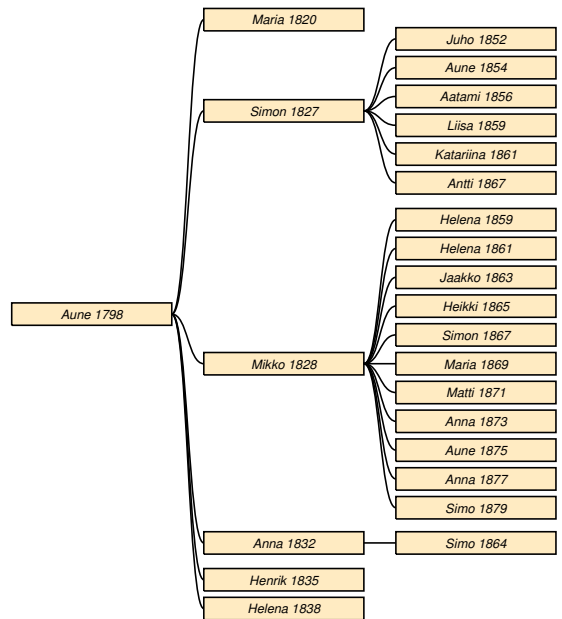 Maria 1820
Juho 1852
Aune 1854
Aatami 1856
Simon 1827
Liisa 1859
Katariina 1861
Antti 1867
Helena 1859
Helena 1861
Jaakko 1863
Heikki 1865
Aune 1798
Simon 1867
Mikko 1828
Maria 1869
Matti 1871
Anna 1873
Aune 1875
Anna 1877
Simo 1879
Anna 1832
Simo 1864
Henrik 1835
Helena 1838